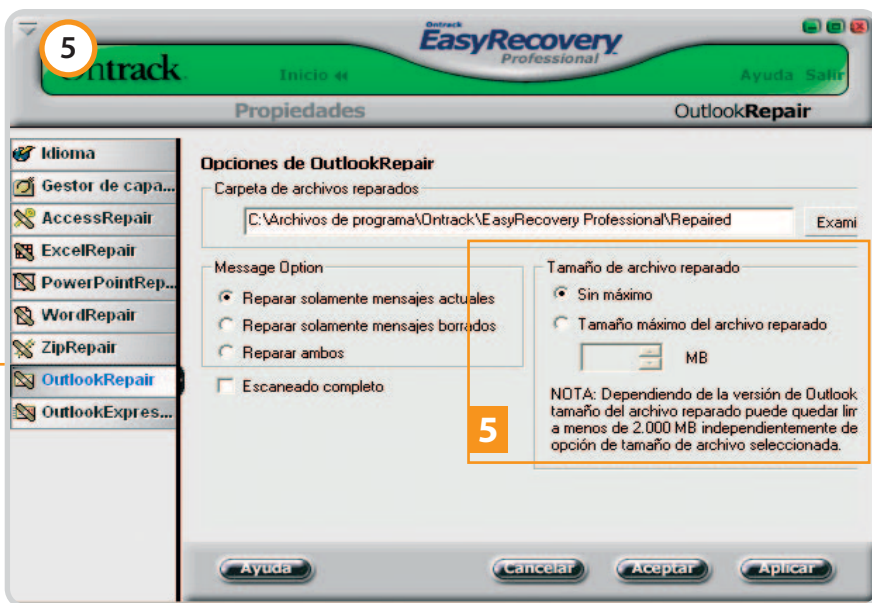 5
Ontrack
EasyRecovery
Professional
ntrack
Inicio
Ayuda Salir
Propiedades
OutlookRepair
Idioma
Gestor de capa...
AccessRepair
ExcelRepair
PowerPointRep...
WordRepair
ZipRepair
OutlookRepair
OutlookExpres...
Opciones de OutlookRepair
Carpeta de archivos reparados
C:\Archivos de programa\Ontrack\EasyRecovery Professional\Repaired
Exami
Message Option
Reparar solamente mensajes actuales
Reparar solamente mensajes borrados
Reparar ambos
Escaneado completo
Tamaño de archivo reparado
Sin máximo
Tamaño máximo del archivo reparado
MB
NOTA: Dependiendo de la versión de Outlook
tamaño del archivo reparado puede quedar lim
a menos de 2.000 MB independientemente de
opción de tamaño de archivo seleccionada.
5
Ayuda
Cancelar
Aceptar
Aplicar